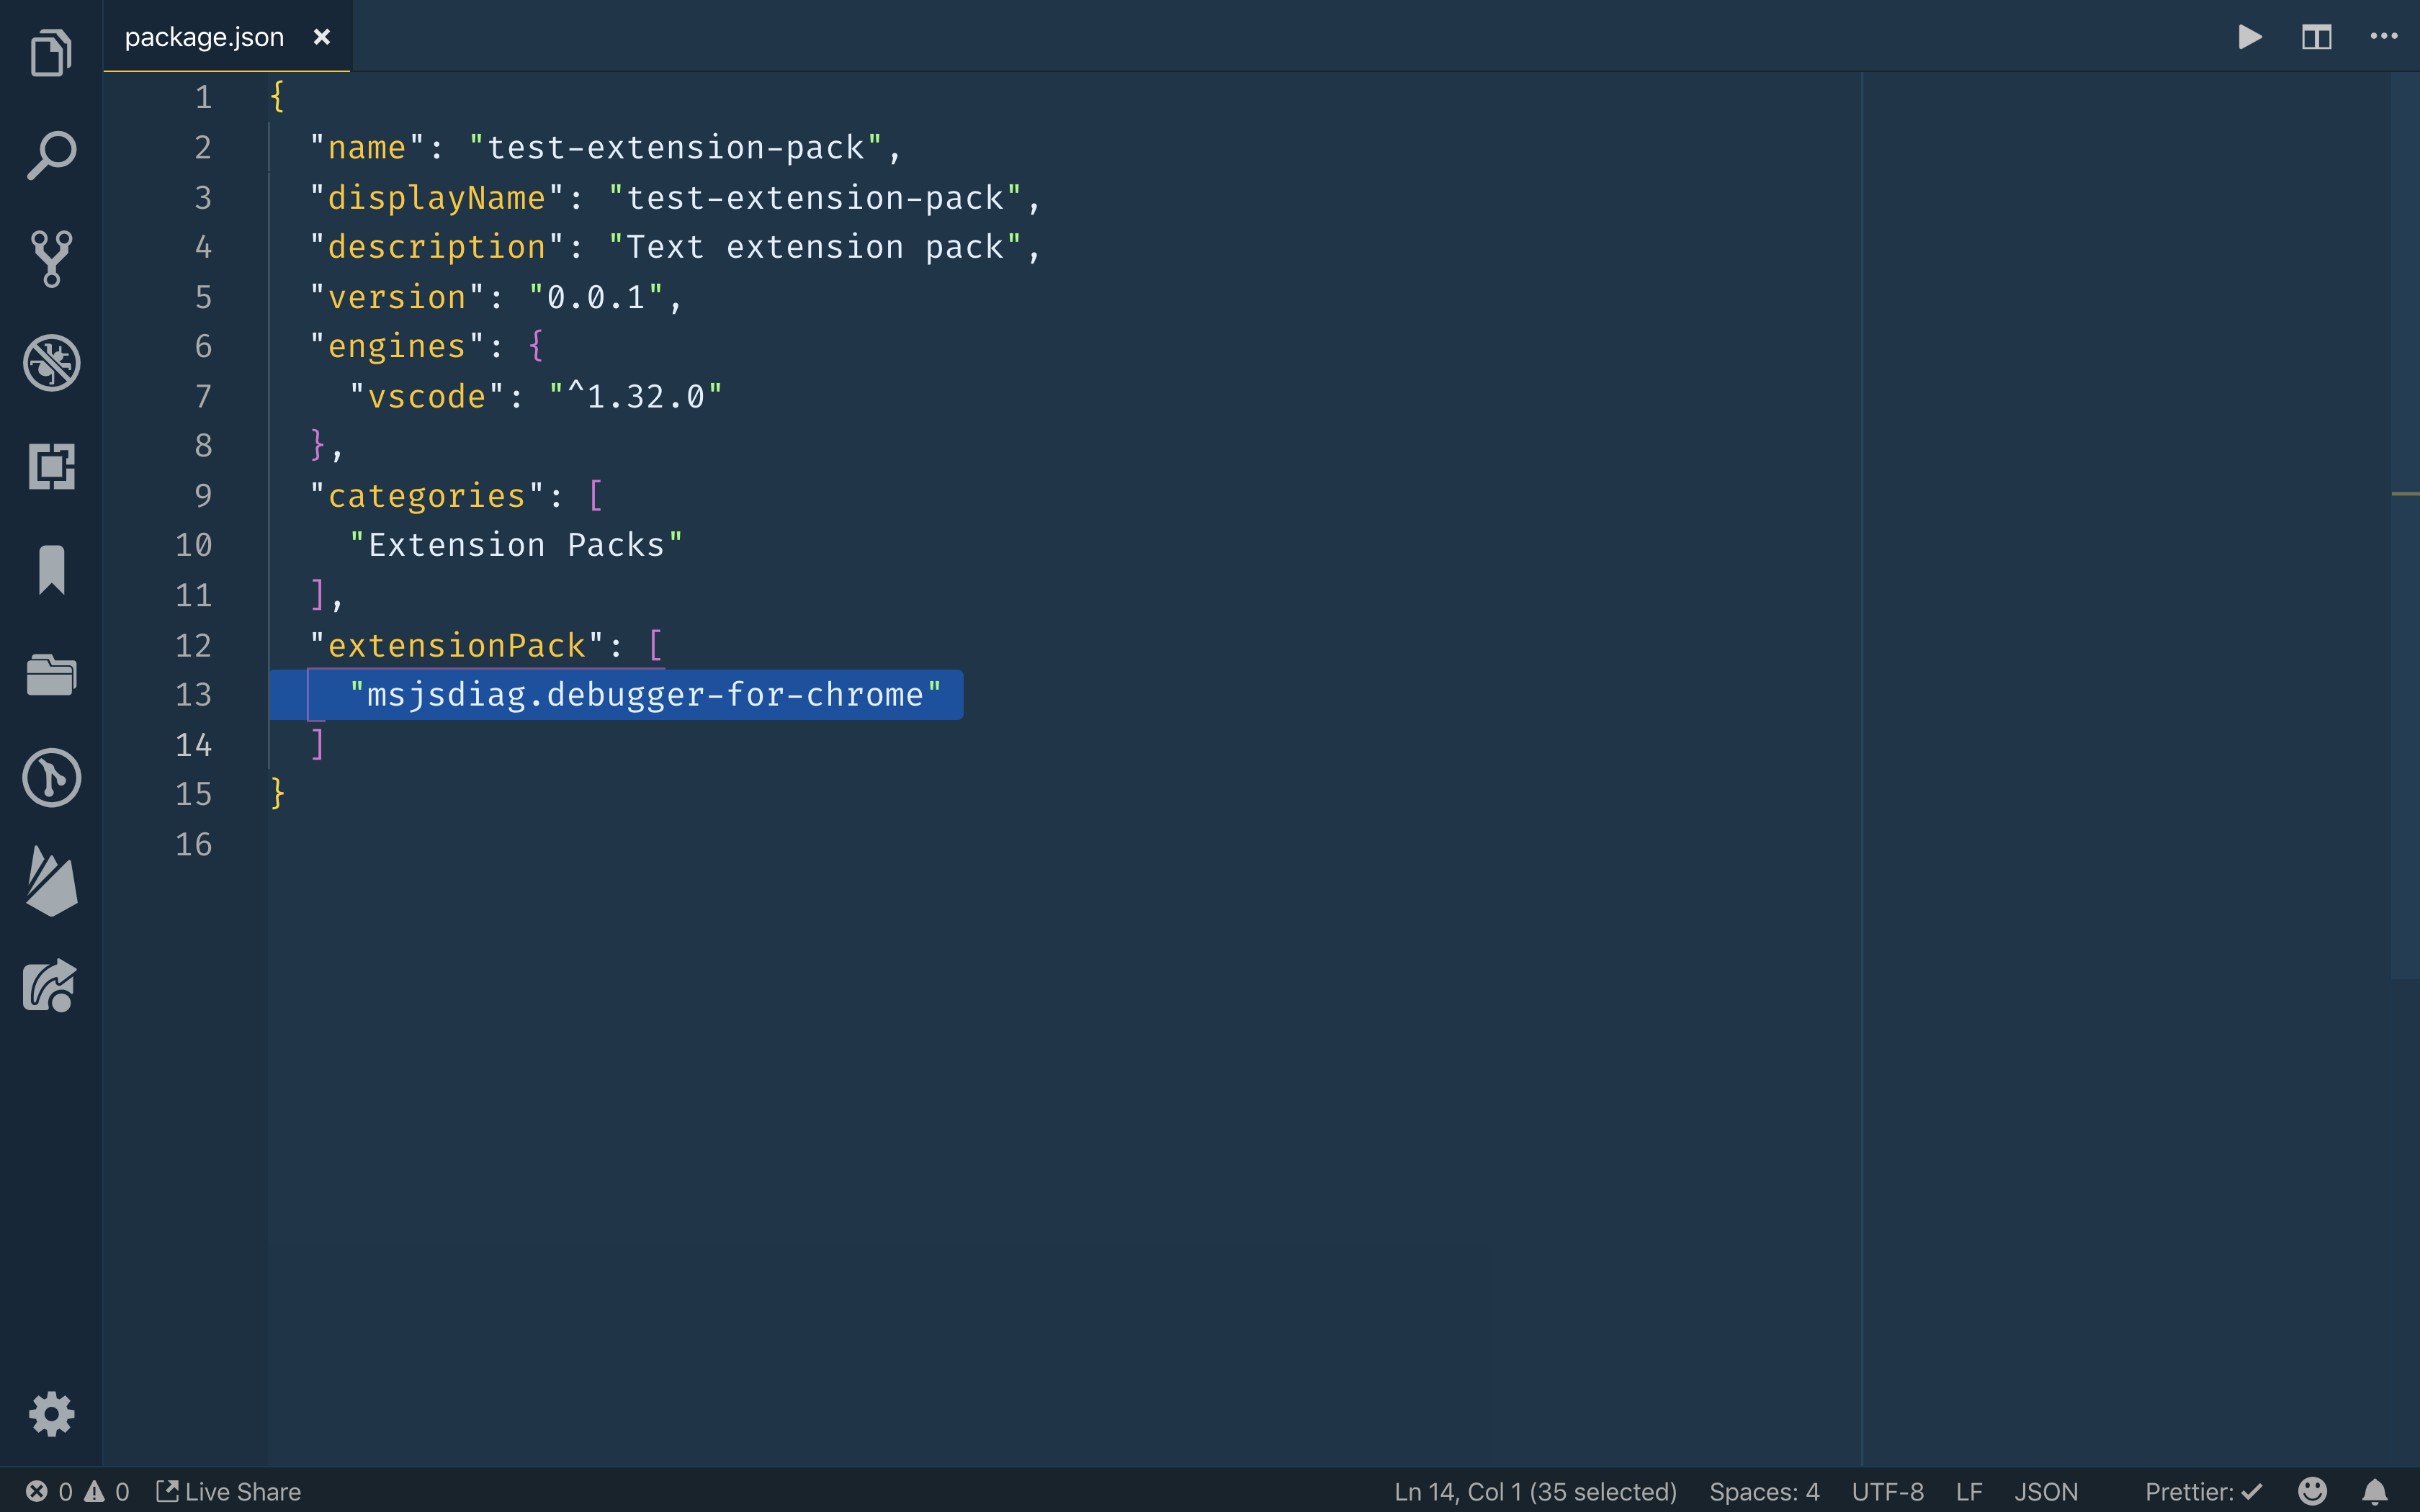 package.json
1 {
2 "name": "test-extension-pack",
3 "displayName": "test-extension-pack",
4 "description": "Text extension pack",
5 "version": "0.0.1",
6 "engines": {
7 "vscode": "^1.32.0"
8 },
9 "categories": [
10 "Extension Packs"
11 ],
12 "extensionPack": [
13 "msjsdiag.debugger-for-chrome"
14 ]
15 }
16
0 0 Live Share Ln 14, Col 1 (35 selected) Spaces: 4 UTF-8 LF JSON Prettier: ✓